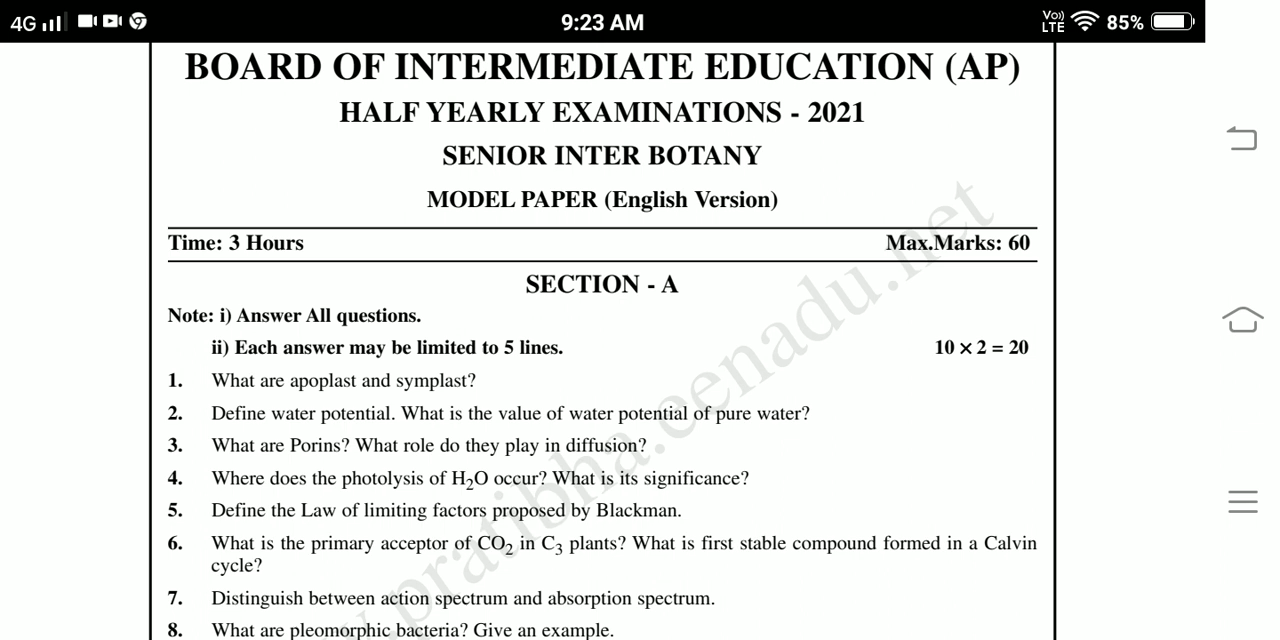 4G 9:23 AM Vo) LTE 85%
BOARD OF INTERMEDIATE EDUCATION (AP)
HALF YEARLY EXAMINATIONS - 2021
SENIOR INTER BOTANY
MODEL PAPER (English Version)
Time: 3 Hours Max.Marks: 60
SECTION - A
Note: i) Answer All questions.
ii) Each answer may be limited to 5 lines. 10 × 2 = 20
1. What are apoplast and symplast?
2. Define water potential. What is the value of water potential of pure water?
3. What are Porins? What role do they play in diffusion?
4. Where does the photolysis of H₂O occur? What is its significance?
5. Define the Law of limiting factors proposed by Blackman.
6. What is the primary acceptor of CO₂ in C₃ plants? What is first stable compound formed in a Calvin
cycle?
7. Distinguish between action spectrum and absorption spectrum.
8. What are pleomorphic bacteria? Give an example.
.pratibha.eenadu.net